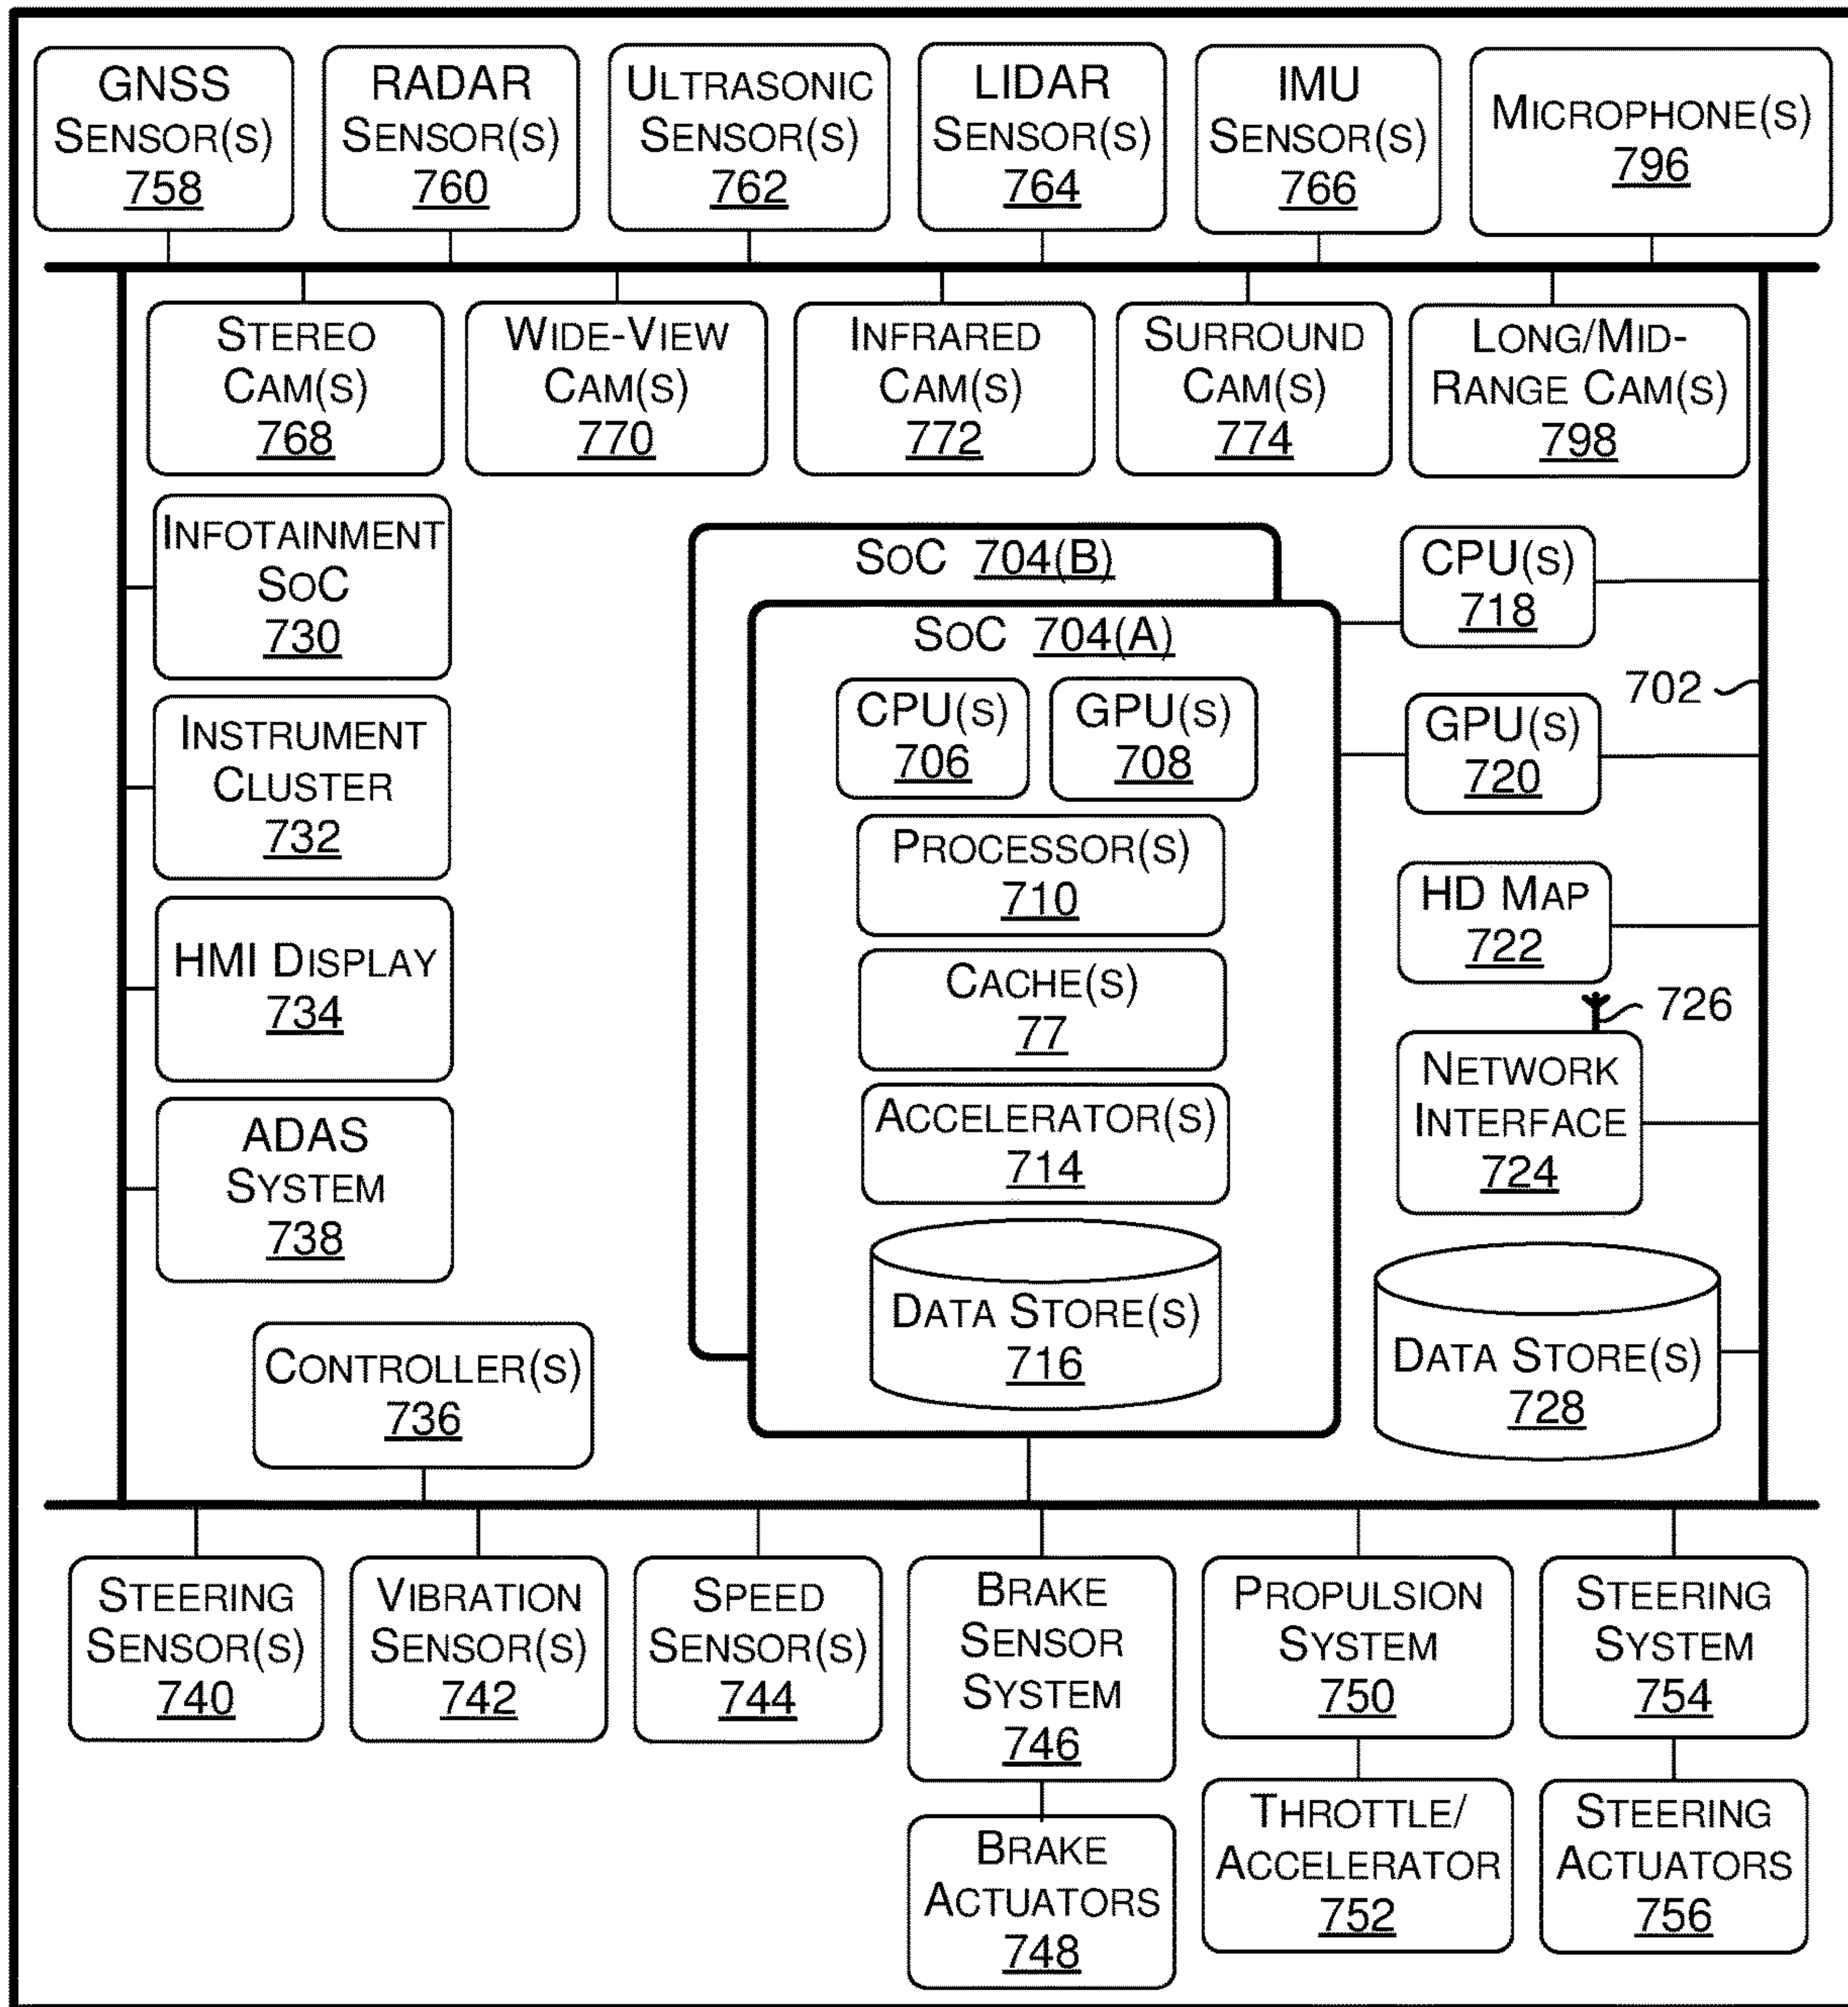 GNSS
SENSOR(S)
758
RADAR
SENSOR(S)
760
ULTRASONIC
SENSOR(S)
762
LIDAR
SENSOR(S)
764
IMU
SENSOR(S)
766
MICROPHONE(S)
796
STEREO
CAM(S)
768
WIDE-VIEW
CAM(S)
770
INFRARED
CAM(S)
772
SURROUND
CAM(S)
774
LONG/MID-
RANGE CAM(S)
798
INFOTAINMENT
SOC
730
INSTRUMENT
CLUSTER
732
HMI DISPLAY
734
ADAS
SYSTEM
738
CONTROLLER(S)
736
SOC 704(B)
SOC 704(A)
CPU(S)
706
GPU(S)
708
PROCESSOR(S)
710
CACHE(S)
77
ACCELERATOR(S)
714
DATA STORE(S)
716
CPU(S)
718
702
GPU(S)
720
HD MAP
722
726
NETWORK
INTERFACE
724
DATA STORE(S)
728
STEERING
SENSOR(S)
740
VIBRATION
SENSOR(S)
742
SPEED
SENSOR(S)
744
BRAKE
SENSOR
SYSTEM
746
BRAKE
ACTUATORS
748
PROPULSION
SYSTEM
750
THROTTLE/
ACCELERATOR
752
STEERING
SYSTEM
754
STEERING
ACTUATORS
756